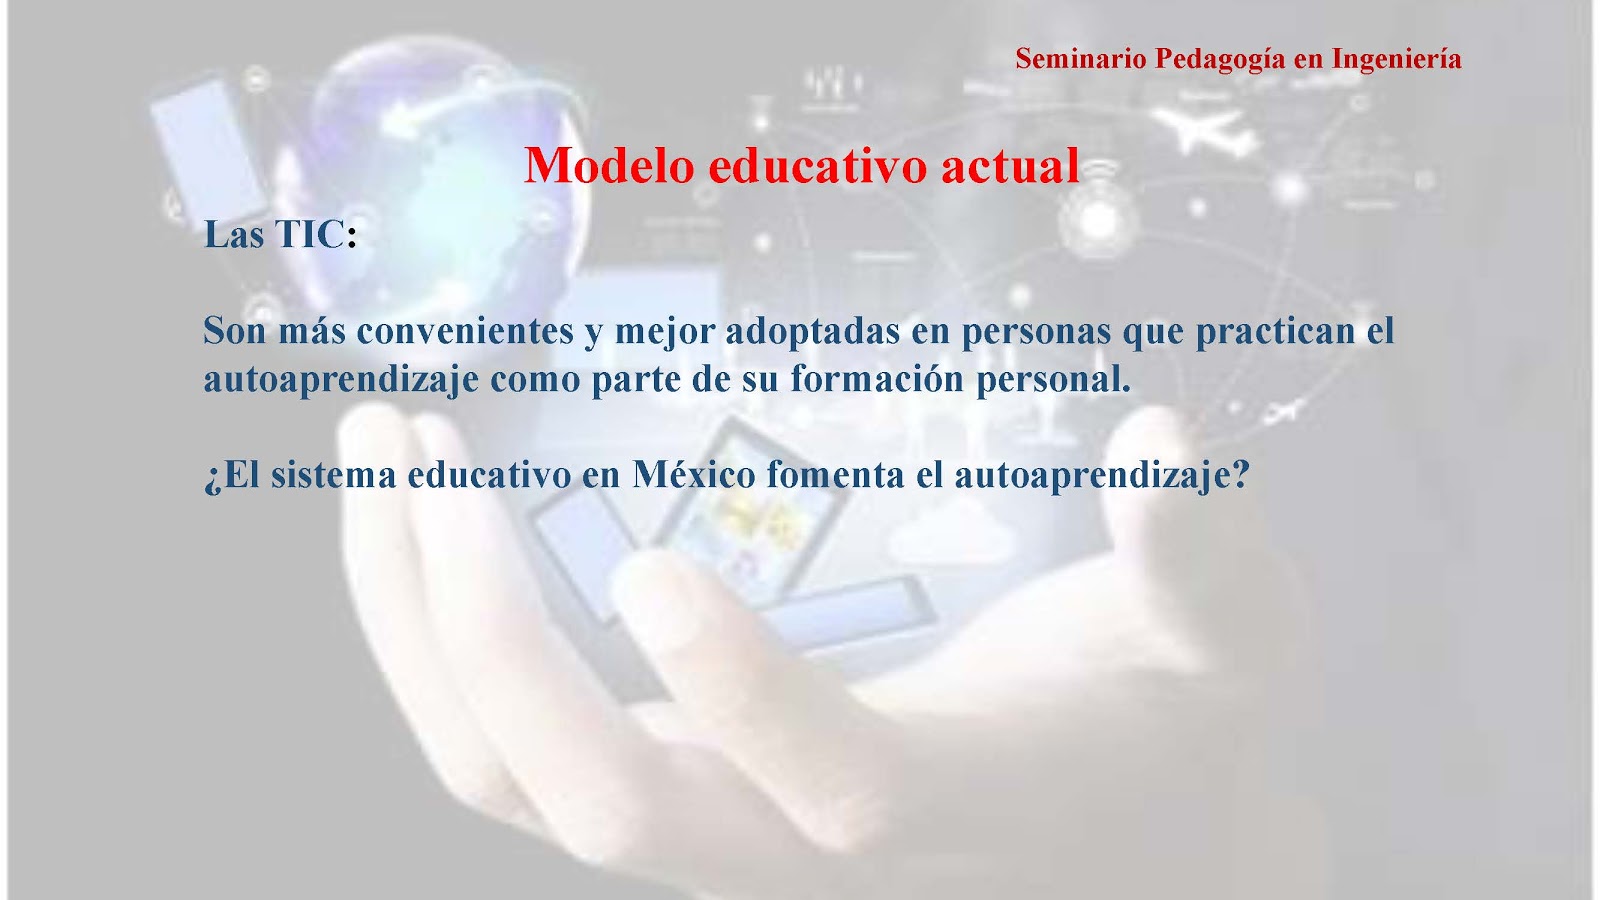 Seminario Pedagogía en Ingeniería
Modelo educativo actual
Las TIC:
Son más convenientes y mejor adoptadas en personas que practican el
autoaprendizaje como parte de su formación personal.
¿El sistema educativo en México fomenta el autoaprendizaje?